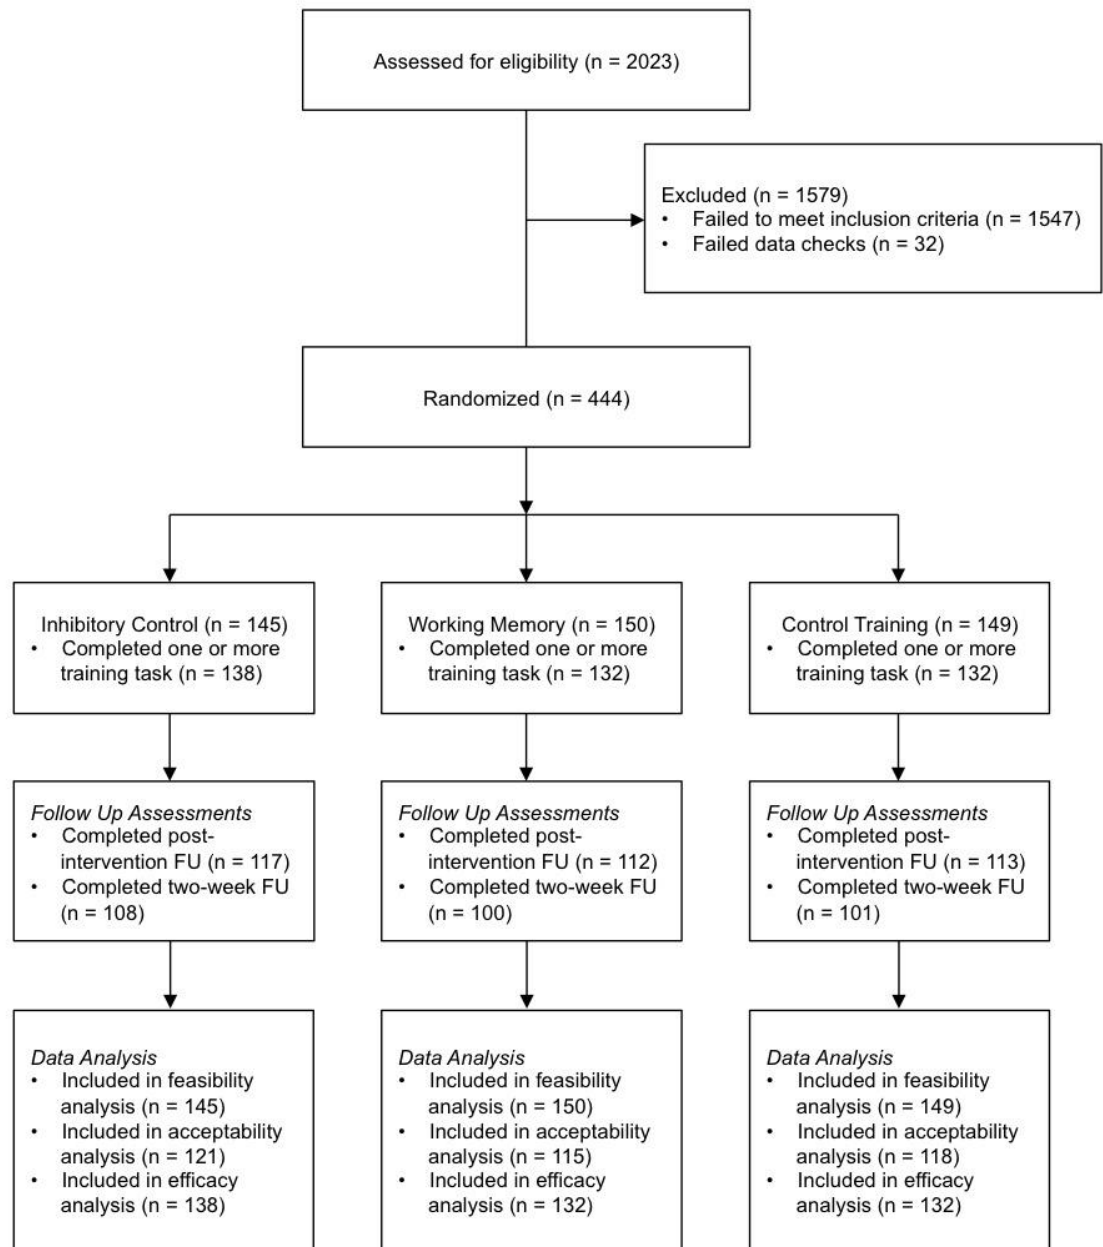 Assessed for eligibility (n = 2023)
Excluded (n = 1579)
• Failed to meet inclusion criteria (n = 1547)
• Failed data checks (n = 32)
Randomized (n = 444)
Inhibitory Control (n = 145)
• Completed one or more
training task (n = 138)
Working Memory (n = 150)
• Completed one or more
training task (n = 132)
Control Training (n = 149)
• Completed one or more
training task (n = 132)
Follow Up Assessments
• Completed post-
intervention FU (n = 117)
• Completed two-week FU
(n = 108)
Follow Up Assessments
• Completed post-
intervention FU (n = 112)
• Completed two-week FU
(n = 100)
Follow Up Assessments
• Completed post-
intervention FU (n = 113)
• Completed two-week FU
(n = 101)
Data Analysis
• Included in feasibility
analysis (n = 145)
• Included in acceptability
analysis (n = 121)
• Included in efficacy
analysis (n = 138)
Data Analysis
• Included in feasibility
analysis (n = 150)
• Included in acceptability
analysis (n = 115)
• Included in efficacy
analysis (n = 132)
Data Analysis
• Included in feasibility
analysis (n = 149)
• Included in acceptability
analysis (n = 118)
• Included in efficacy
analysis (n = 132)